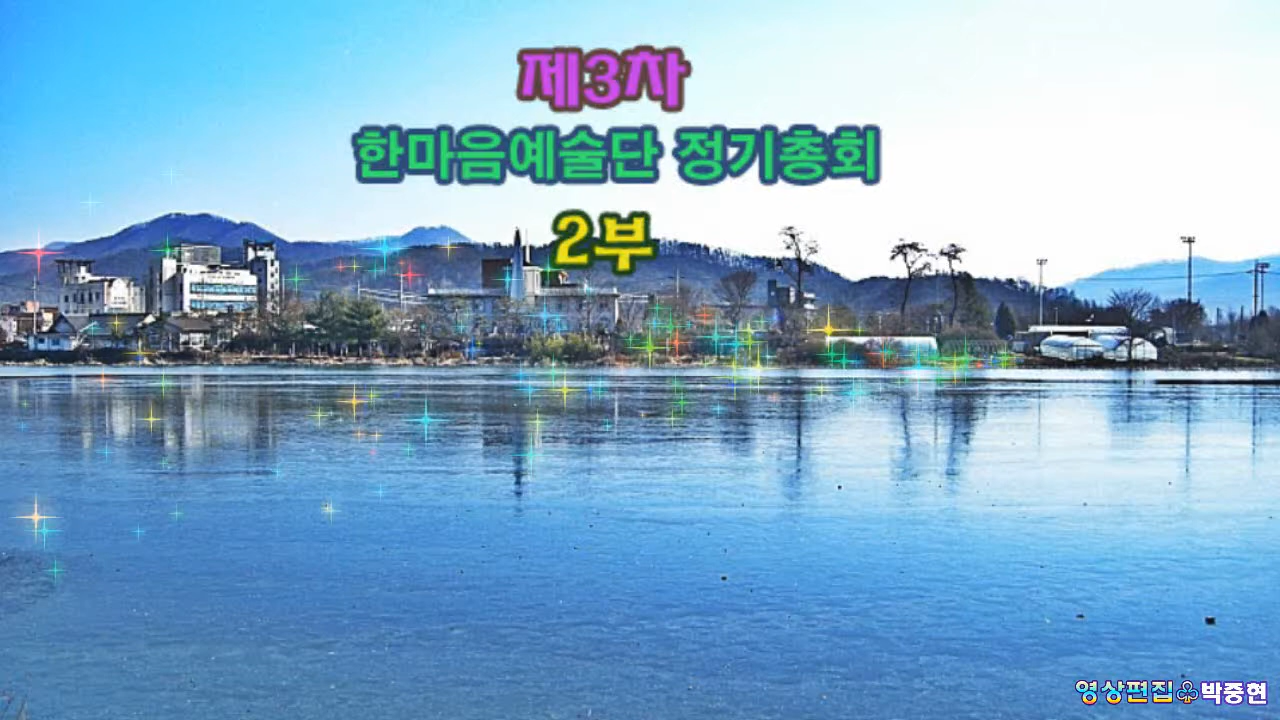 제3차
한마음예술단 정기총회
2부
영상편집♧박중현